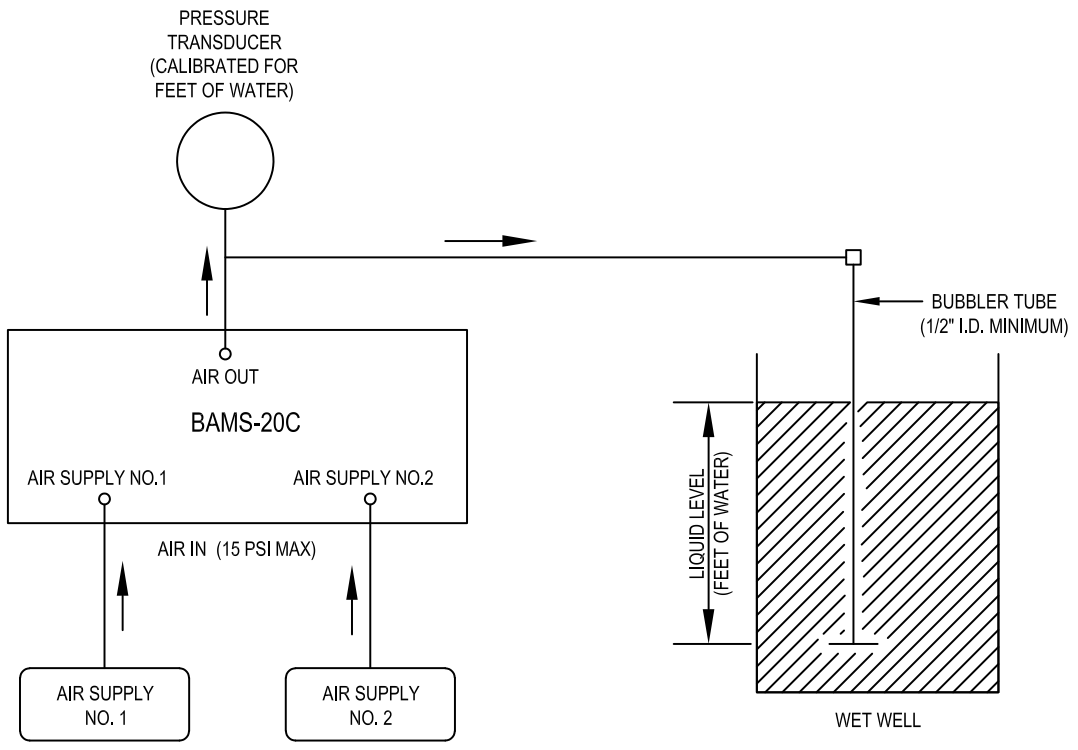 PRESSURE
TRANSDUCER
(CALIBRATED FOR
FEET OF WATER)
BUBBLER TUBE
(1/2" I.D. MINIMUM)
AIR OUT
BAMS-20C
AIR SUPPLY NO.1
AIR SUPPLY NO.2
AIR IN (15 PSI MAX)
LIQUID LEVEL
(FEET OF WATER)
AIR SUPPLY
NO. 1
AIR SUPPLY
NO. 2
WET WELL